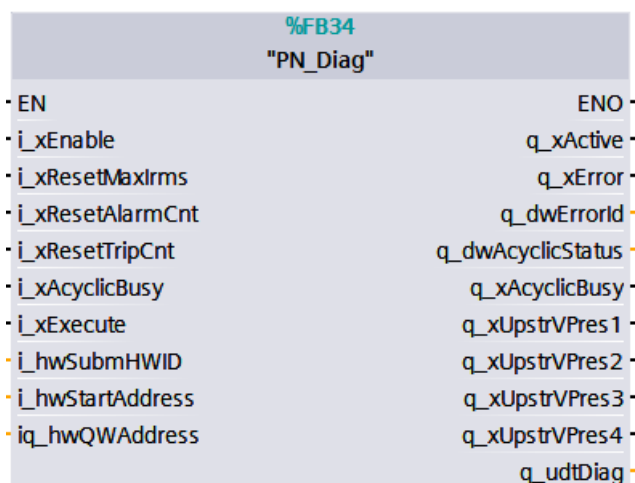 %FB34
"PN_Diag"
EN ENO
i_xEnable q_xActive
i_xResetMaxIrms q_xError
i_xResetAlarmCnt q_dwErrorId
i_xResetTripCnt q_dwAcyclicStatus
i_xAcyclicBusy q_xAcyclicBusy
i_xExecute q_xUpstrVPres1
i_hwSubmHWID q_xUpstrVPres2
i_hwStartAddress q_xUpstrVPres3
iq_hwQWAddress q_xUpstrVPres4
q_udtDiag